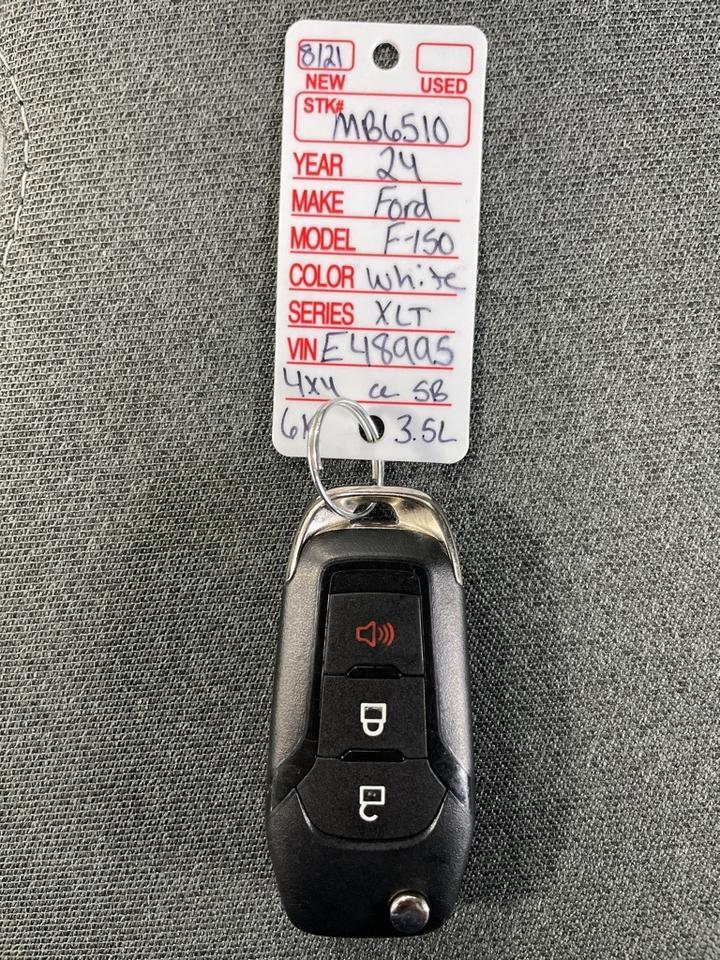 8/21
NEW USED
STK# MB6510
YEAR 24
MAKE Ford
MODEL F-150
COLOR White
SERIES XLT
VIN E48995
4x4 SB
3.5L